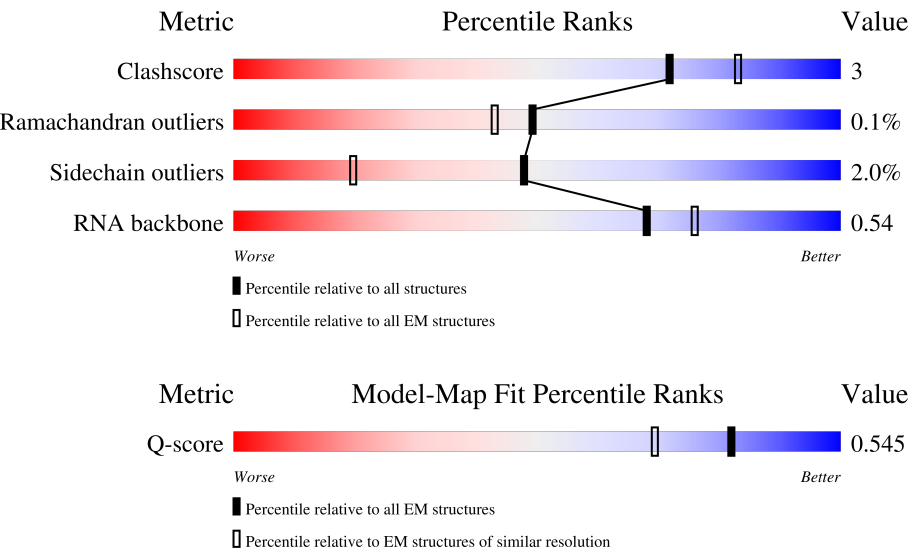 Metric Percentile Ranks Value
Clashscore 3
Ramachandran outliers 0.1%
Sidechain outliers 2.0%
RNA backbone 0.54
Worse Better
Percentile relative to all structures
Percentile relative to all EM structures
Metric Model-Map Fit Percentile Ranks Value
Q-score 0.545
Worse Better
Percentile relative to all EM structures
Percentile relative to EM structures of similar resolution